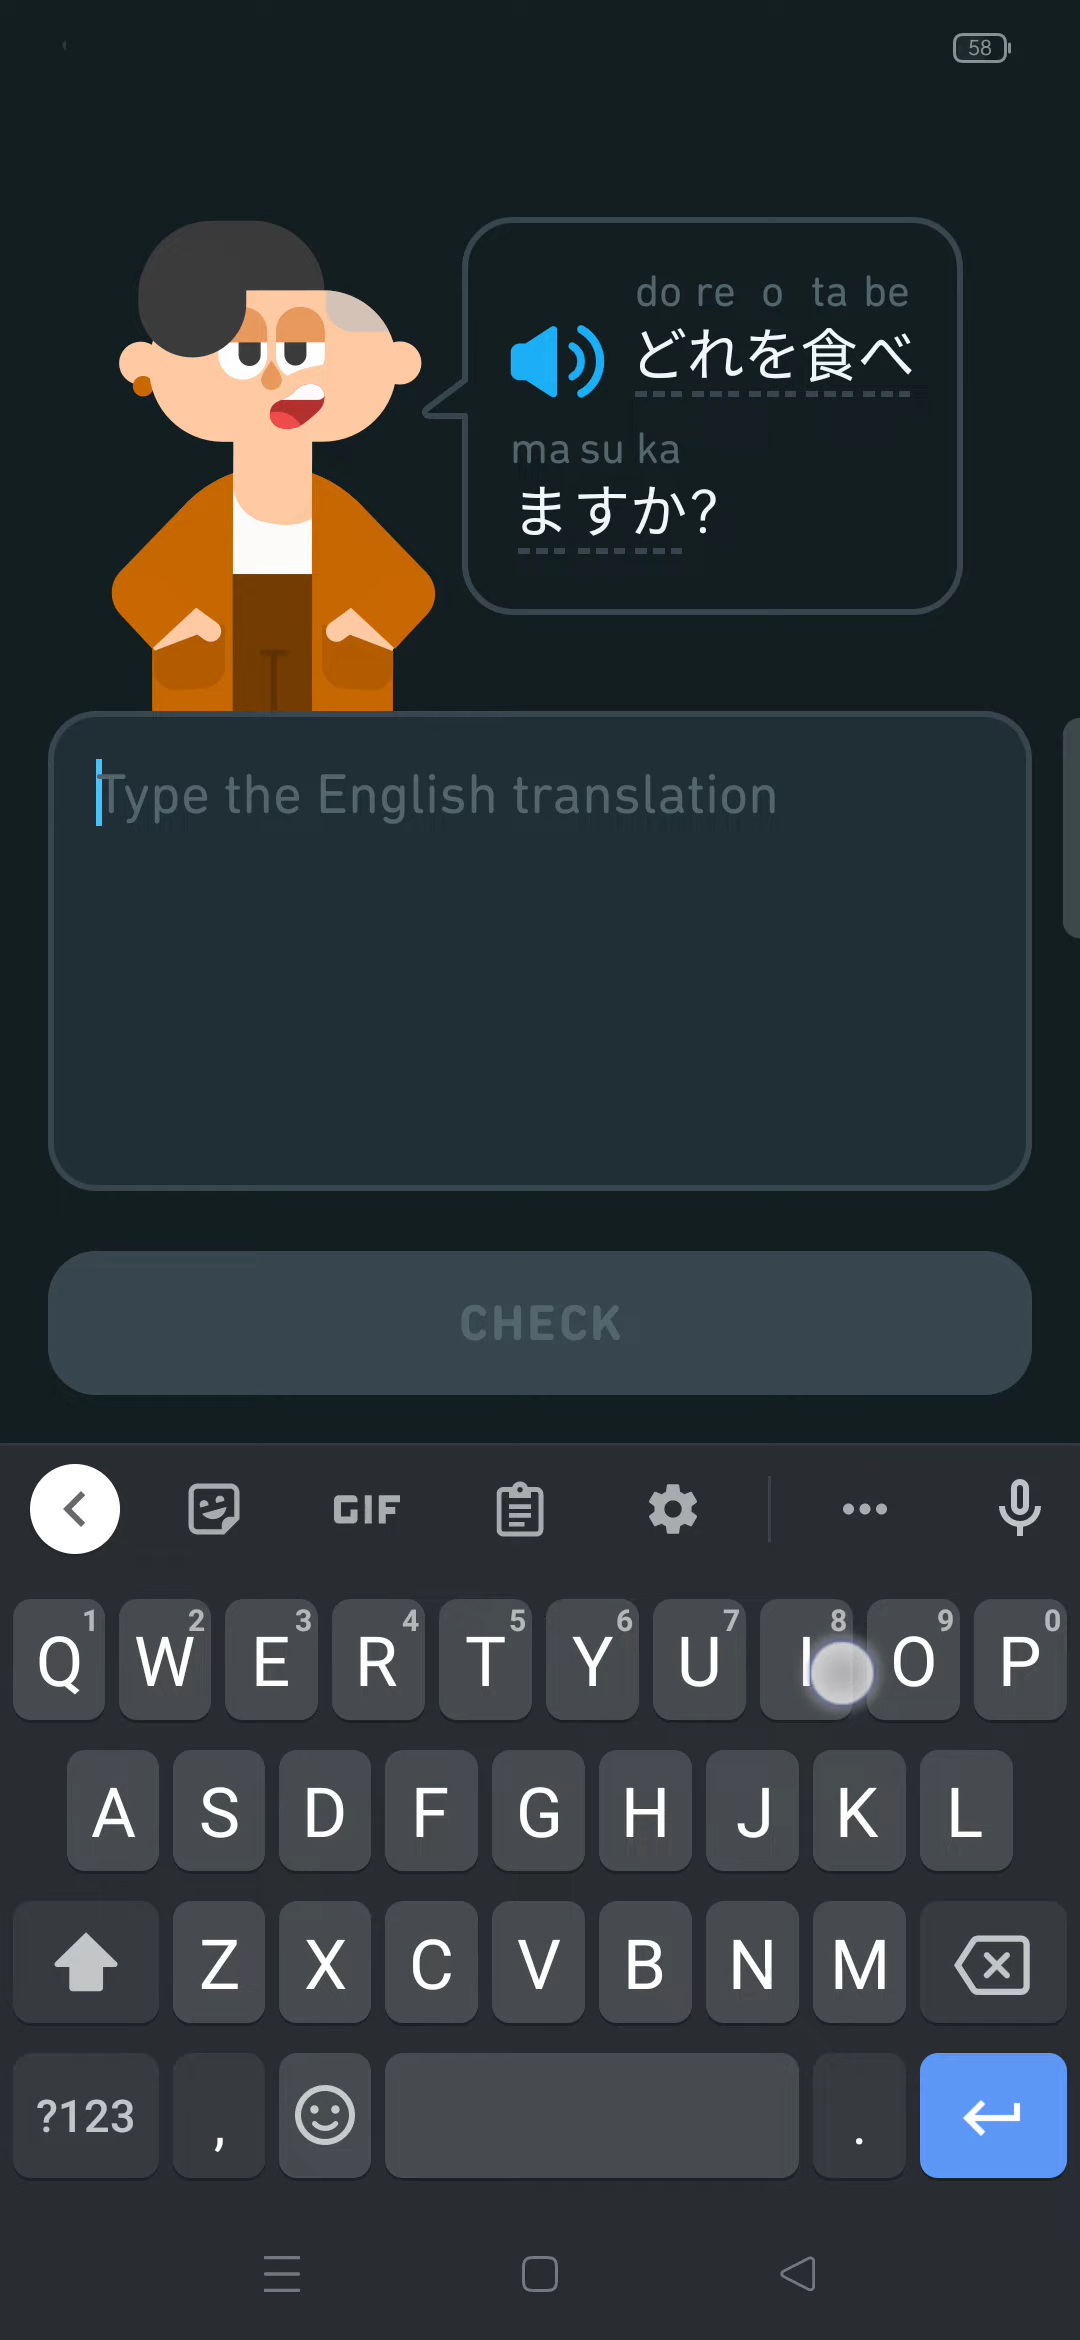 58
do re o ta be
どれを食べ
ma su ka
ますか?
Type the English translation
CHECK
GIF
1 2 3 4 5 6 7 8 9 0
Q W E R T Y U I O P
A S D F G H J K L
Z X C V B N M
?123 , .